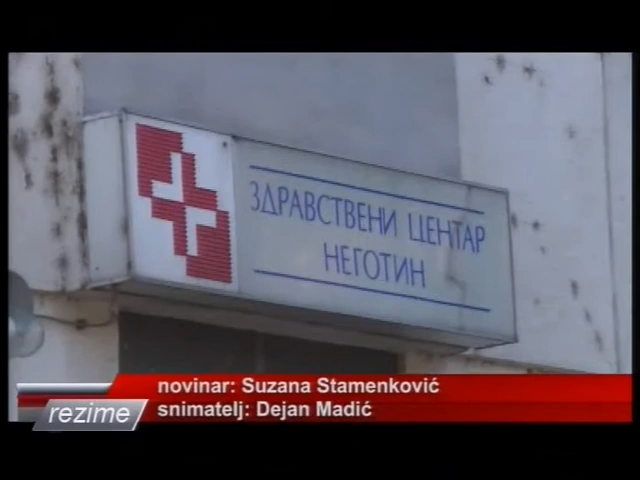 ЗДРАВСТВЕНИ ЦЕНТАР
НЕГОТИН
novinar: Suzana Stamenković
snimatelj: Dejan Madić
rezime